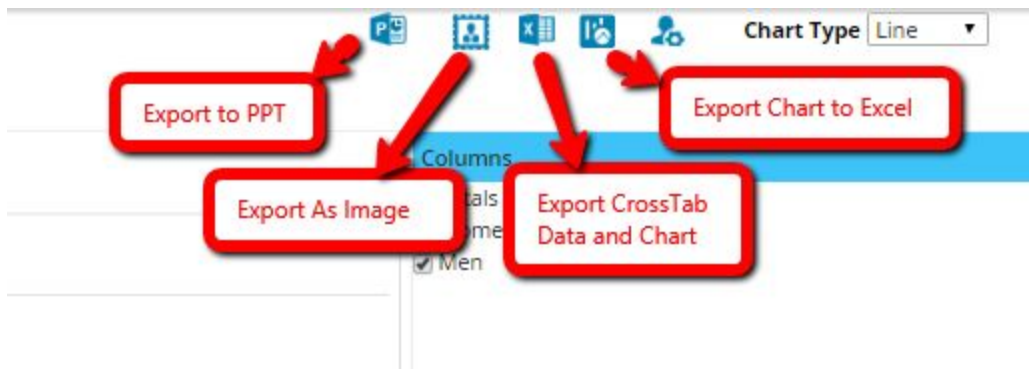 Chart Type Line
Export to PPT
Export Chart to Excel
Columns
Export As Image
Export CrossTab
Data and Chart
Men